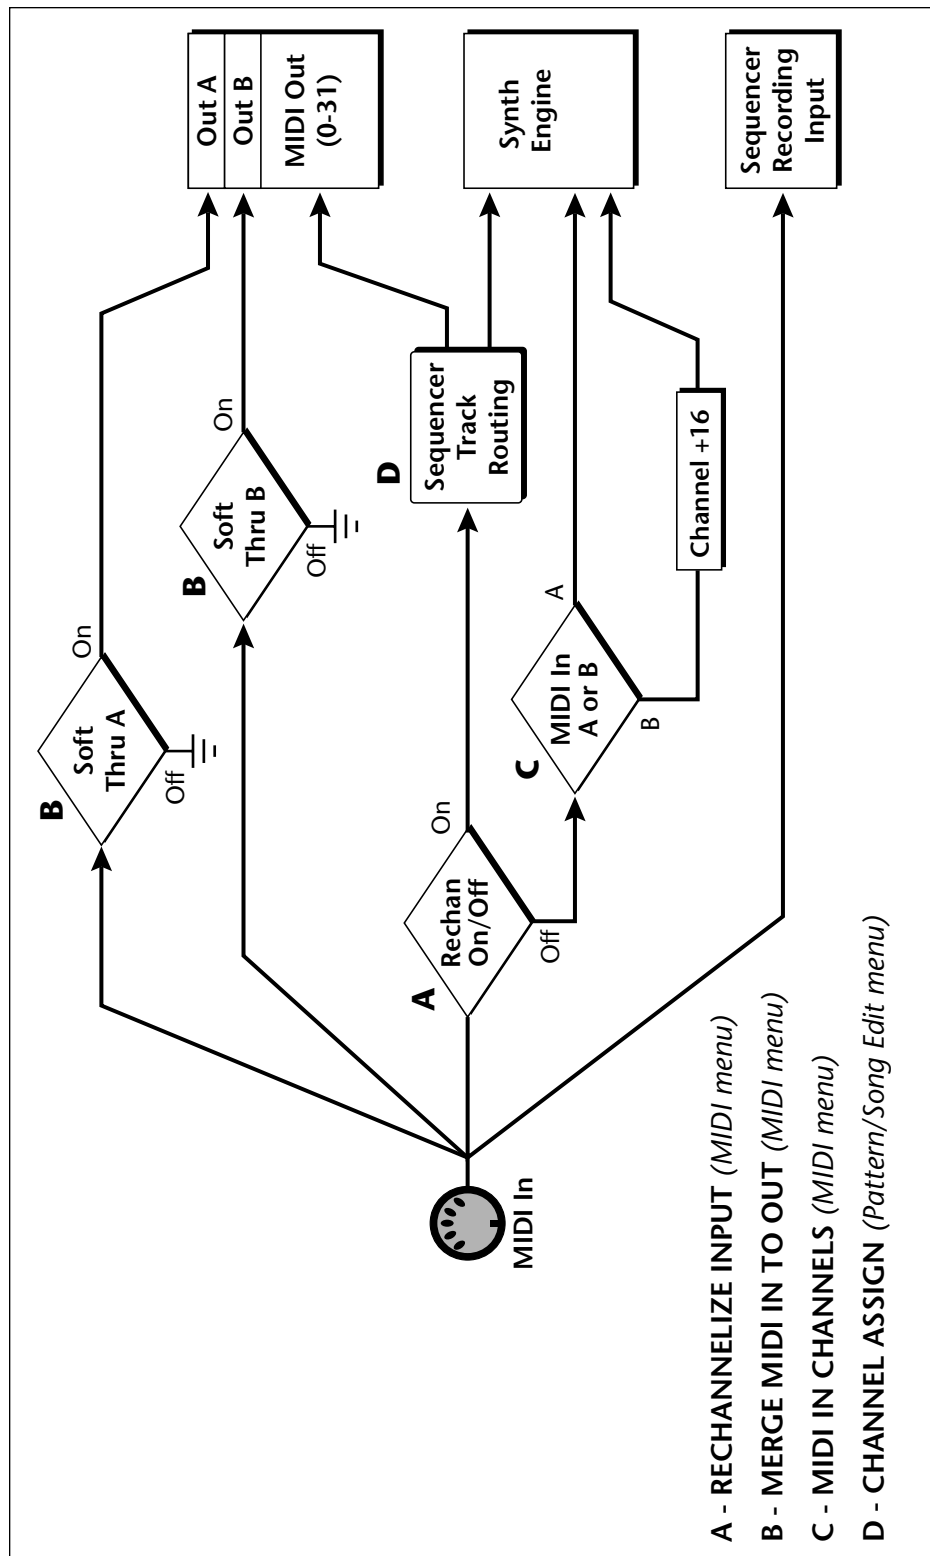 Out A
Out B
MIDI Out
(0-31)
On
Soft
Thru A
B
Off
On
Soft
Thru B
B
Off
Synth
Engine
D
Sequencer
Track
Routing
Sequencer
Recording
Input
Channel +16
A
MIDI In
A or B
C
B
On
Rechan
On/Off
A
Off
MIDI In
A - RECHANNELIZE INPUT (MIDI menu)
B - MERGE MIDI IN TO OUT (MIDI menu)
C - MIDI IN CHANNELS (MIDI menu)
D - CHANNEL ASSIGN (Pattern/Song Edit menu)